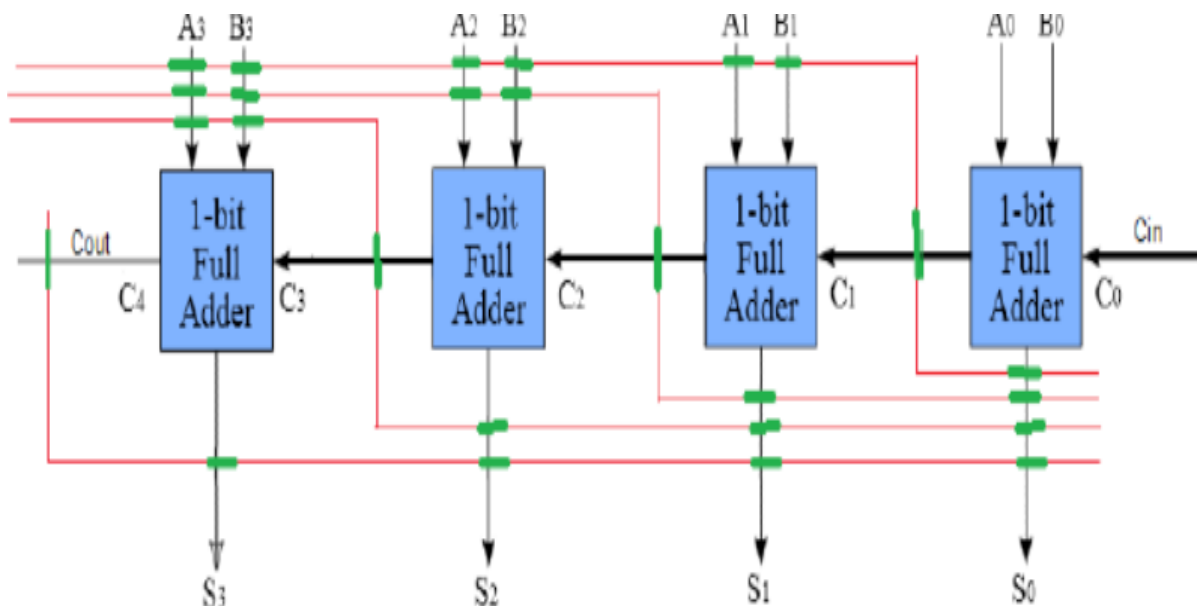 A3 B3 A2 B2 A1 B1 A0 B0
1-bit Full Adder
1-bit Full Adder
1-bit Full Adder
1-bit Full Adder
Cout Cin
C4 C3 C2 C1 C0
S3 S2 S1 S0